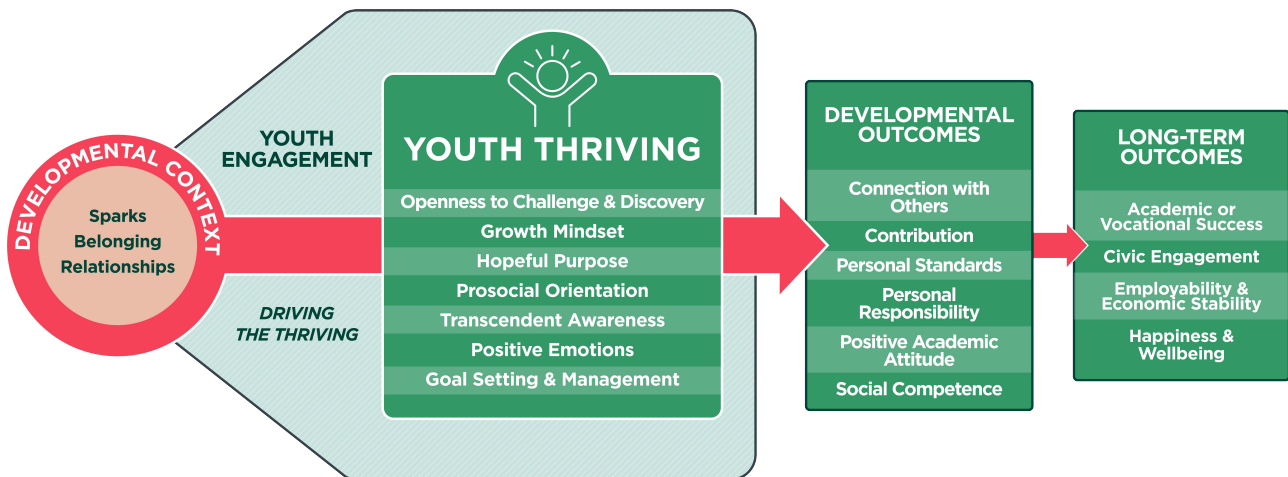 DEVELOPMENTAL CONTEXT
Sparks
Belonging
Relationships
YOUTH
ENGAGEMENT
DRIVING
THE THRIVING
YOUTH THRIVING
Openness to Challenge & Discovery
Growth Mindset
Hopeful Purpose
Prosocial Orientation
Transcendent Awareness
Positive Emotions
Goal Setting & Management
DEVELOPMENTAL
OUTCOMES
Connection with
Others
Contribution
Personal Standards
Personal
Responsibility
Positive Academic
Attitude
Social Competence
LONG-TERM
OUTCOMES
Academic or
Vocational Success
Civic Engagement
Employability &
Economic Stability
Happiness &
Wellbeing